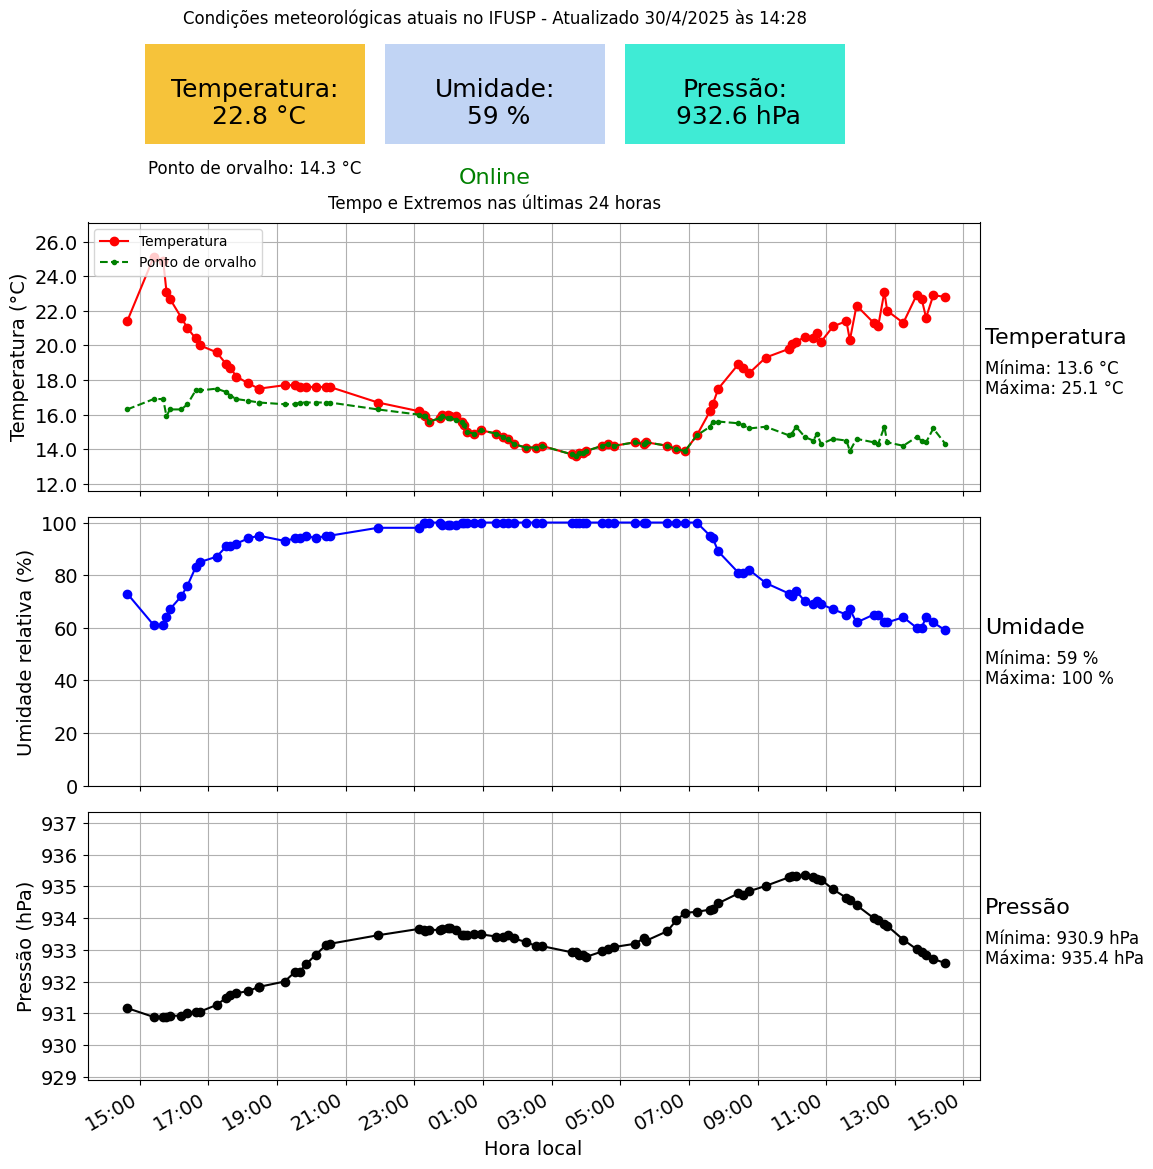 Condições meteorológicas atuais no IFUSP - Atualizado 30/4/2025 às 14:28
Temperatura:
22.8 °C
Umidade:
59 %
Pressão:
932.6 hPa
Ponto de orvalho: 14.3 °C
Online
Tempo e Extremos nas últimas 24 horas
Temperatura (°C)
26.0
24.0
22.0
20.0
18.0
16.0
14.0
12.0
Temperatura
Ponto de orvalho
Temperatura
Mínima: 13.6 °C
Máxima: 25.1 °C
Umidade relativa (%)
100
80
60
40
20
0
Umidade
Mínima: 59 %
Máxima: 100 %
Pressão (hPa)
937
936
935
934
933
932
931
930
929
Pressão
Mínima: 930.9 hPa
Máxima: 935.4 hPa
15:00 17:00 19:00 21:00 23:00 01:00 03:00 05:00 07:00 09:00 11:00 13:00 15:00
Hora local